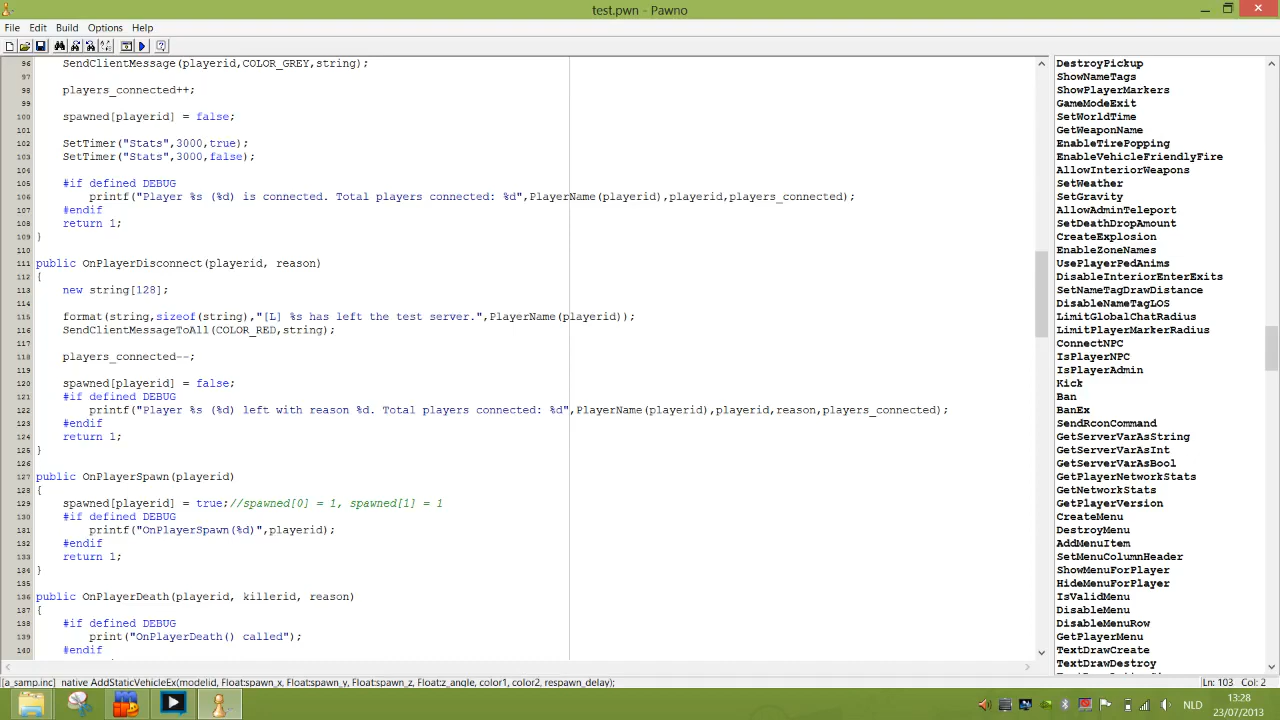 test.pwn - Pawno
File Edit Build Options Help
96 SendClientMessage(playerid,COLOR_GREY,string);
97
98 players_connected++;
99
100 spawned[playerid] = false;
101
102 SetTimer("Stats",3000,true);
103 SetTimer("Stats",3000,false);
104
105 #if defined DEBUG
106 printf("Player %s (%d) is connected. Total players connected: %d",PlayerName(playerid),playerid,players_connected);
107 #endif
108 return 1;
109 }
110
111 public OnPlayerDisconnect(playerid, reason)
112 {
113 new string[128];
114
115 format(string,sizeof(string),"[L] %s has left the test server.",PlayerName(playerid));
116 SendClientMessageToAll(COLOR_RED,string);
117
118 players_connected--;
119
120 spawned[playerid] = false;
121 #if defined DEBUG
122 printf("Player %s (%d) left with reason %d. Total players connected: %d",PlayerName(playerid),playerid,reason,players_connected);
123 #endif
124 return 1;
125 }
126
127 public OnPlayerSpawn(playerid)
128 {
129 spawned[playerid] = true;//spawned[0] = 1, spawned[1] = 1
130 #if defined DEBUG
131 printf("OnPlayerSpawn(%d)",playerid);
132 #endif
133 return 1;
134 }
135
136 public OnPlayerDeath(playerid, killerid, reason)
137 {
138 #if defined DEBUG
139 print("OnPlayerDeath() called");
140 #endif
DestroyPickup
ShowNameTags
ShowPlayerMarkers
GameModeExit
SetWorldTime
GetWeaponName
EnableTirePopping
EnableVehicleFriendlyFire
AllowInteriorWeapons
SetWeather
SetGravity
AllowAdminTeleport
SetDeathDropAmount
CreateExplosion
EnableZoneNames
UsePlayerPedAnims
DisableInteriorEnterExits
SetNameTagDrawDistance
DisableNameTagLOS
LimitGlobalChatRadius
LimitPlayerMarkerRadius
ConnectNPC
IsPlayerNPC
IsPlayerAdmin
Kick
Ban
BanEx
SendRconCommand
GetServerVarAsString
GetServerVarAsInt
GetServerVarAsBool
GetPlayerNetworkStats
GetNetworkStats
GetPlayerVersion
CreateMenu
DestroyMenu
AddMenuItem
SetMenuColumnHeader
ShowMenuForPlayer
HideMenuForPlayer
IsValidMenu
DisableMenu
DisableMenuRow
GetPlayerMenu
TextDrawCreate
TextDrawDestroy
[a_samp.inc] native AddStaticVehicleEx(modelid, Float:spawn_x, Float:spawn_y, Float:spawn_z, Float:z_angle, color1, color2, respawn_delay);
Ln: 103 Col: 2
NLD
13:28
23/07/2013